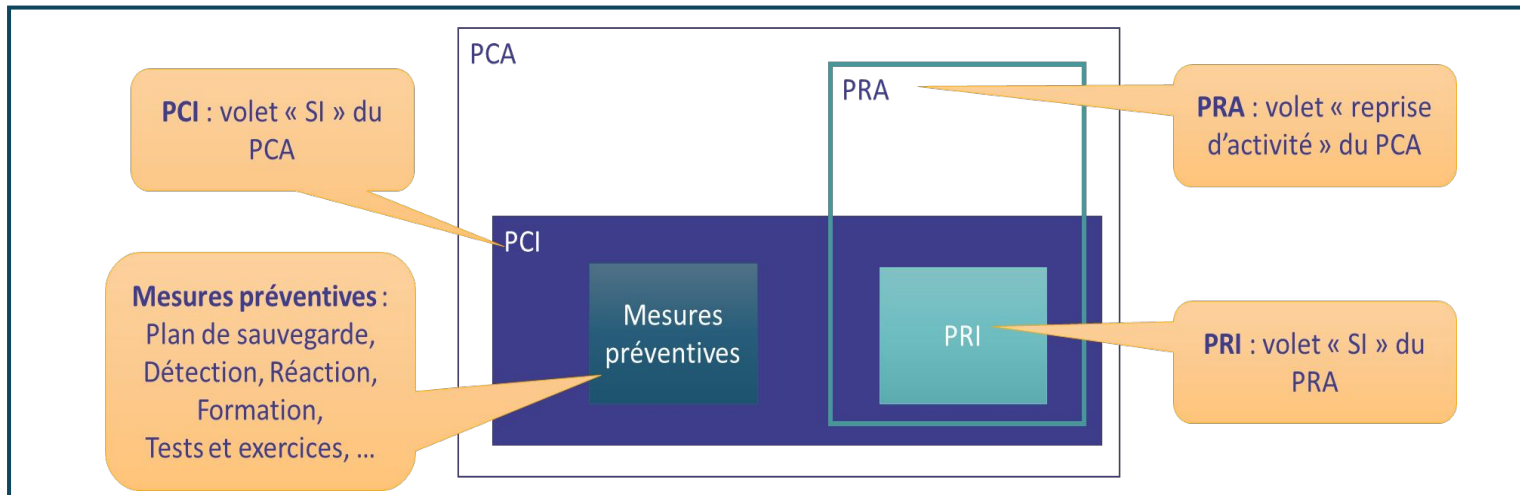 PCA
PCI : volet « SI » du
PCA
PRA
PRA : volet « reprise
d’activité » du PCA
PCI
Mesures préventives :
Plan de sauvegarde,
Détection, Réaction,
Formation,
Tests et exercices, ...
Mesures
préventives
PRI
PRI : volet « SI » du
PRA